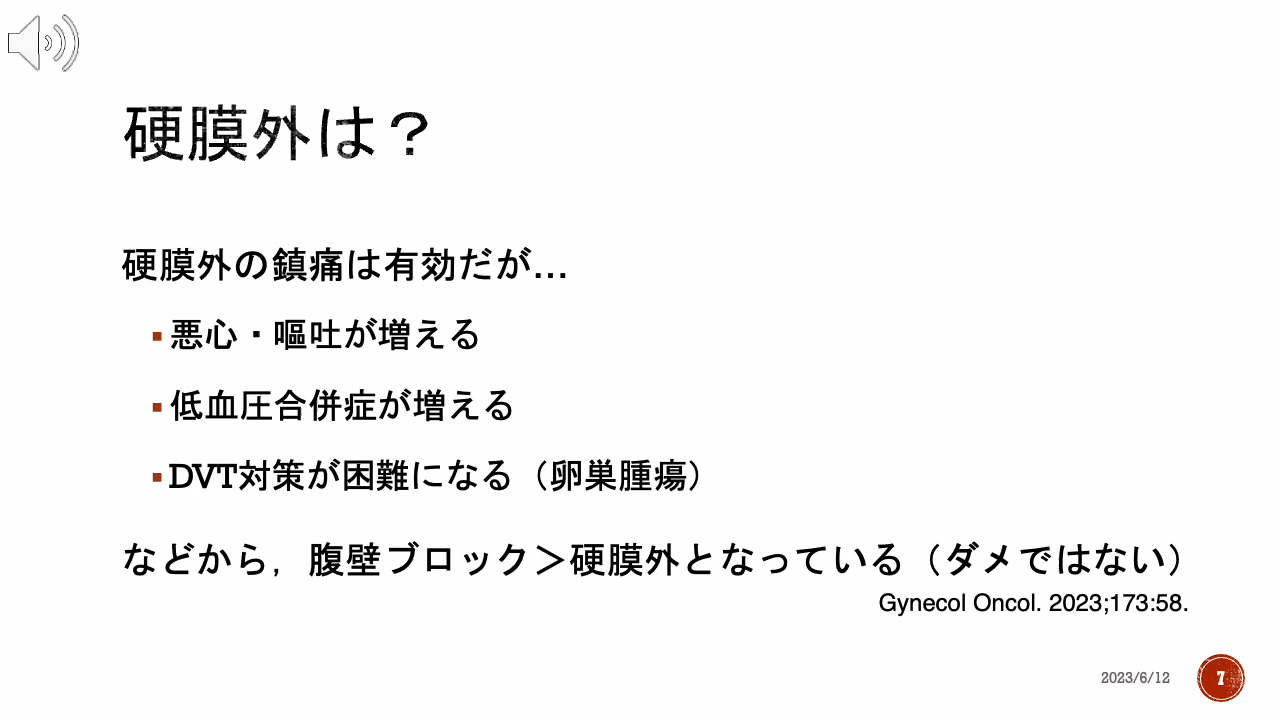 硬膜外は？
硬膜外の鎮痛は有効だが…
▪悪心・嘔吐が増える
▪低血圧合併症が増える
▪DVT対策が困難になる（卵巣腫瘍）
などから，腹壁ブロック＞硬膜外となっている（ダメではない）
Gynecol Oncol. 2023;173:58.
2023/6/12
7